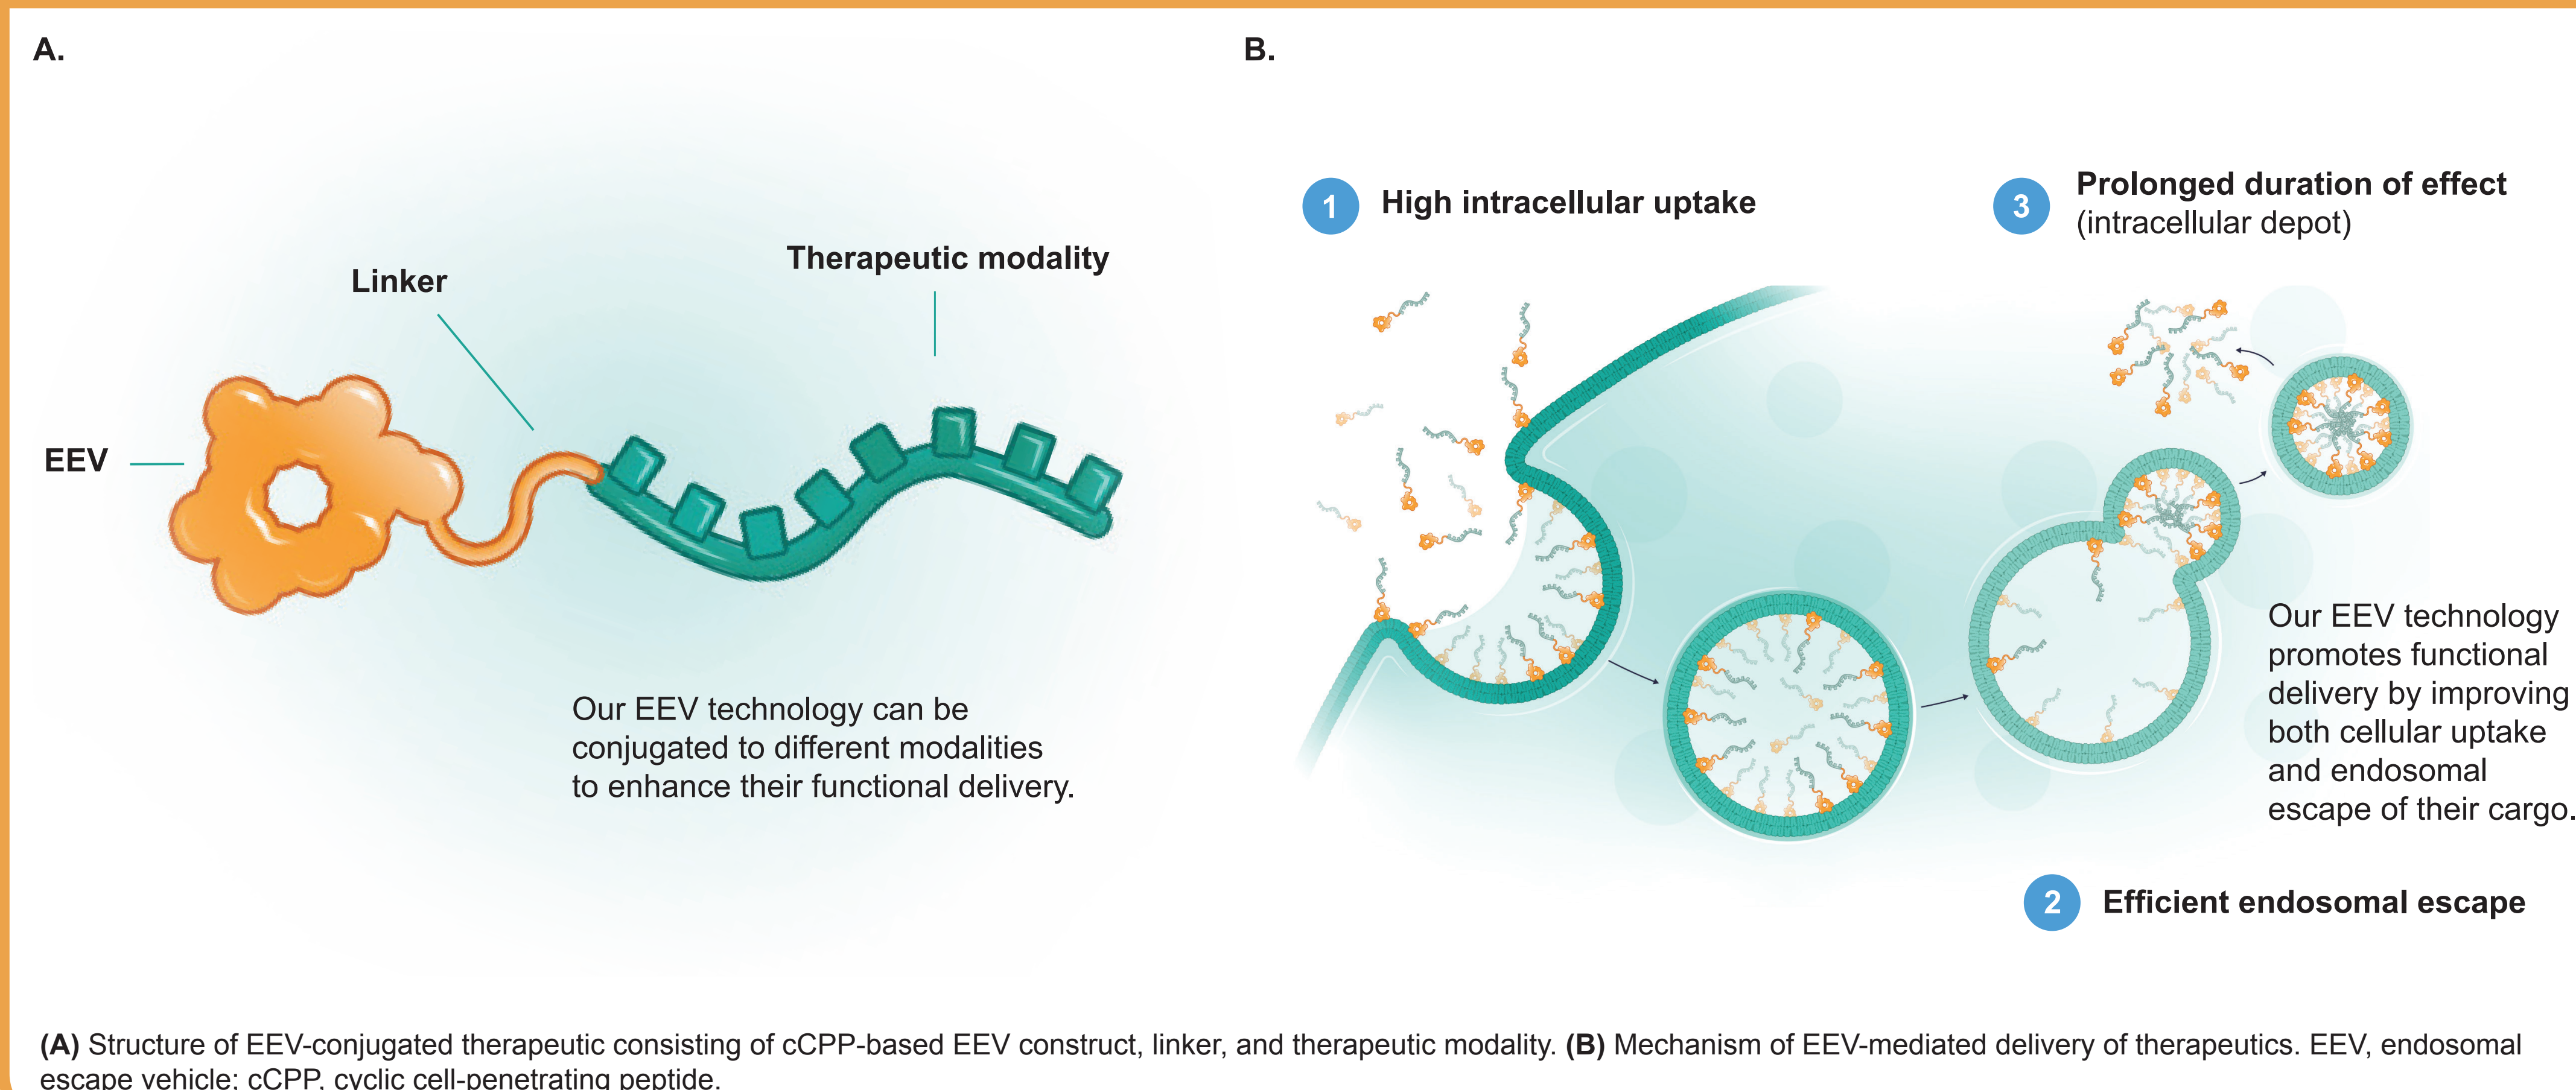 A.
Linker
Therapeutic modality
EEV
Our EEV technology can be
conjugated to different modalities
to enhance their functional delivery.
B.
1 High intracellular uptake
3 Prolonged duration of effect
(intracellular depot)
Our EEV technology
promotes functional
delivery by improving
both cellular uptake
and endosomal
escape of their cargo.
2 Efficient endosomal escape
(A) Structure of EEV-conjugated therapeutic consisting of cCPP-based EEV construct, linker, and therapeutic modality. (B) Mechanism of EEV-mediated delivery of therapeutics. EEV, endosomal
escape vehicle; cCPP, cyclic cell-penetrating peptide.